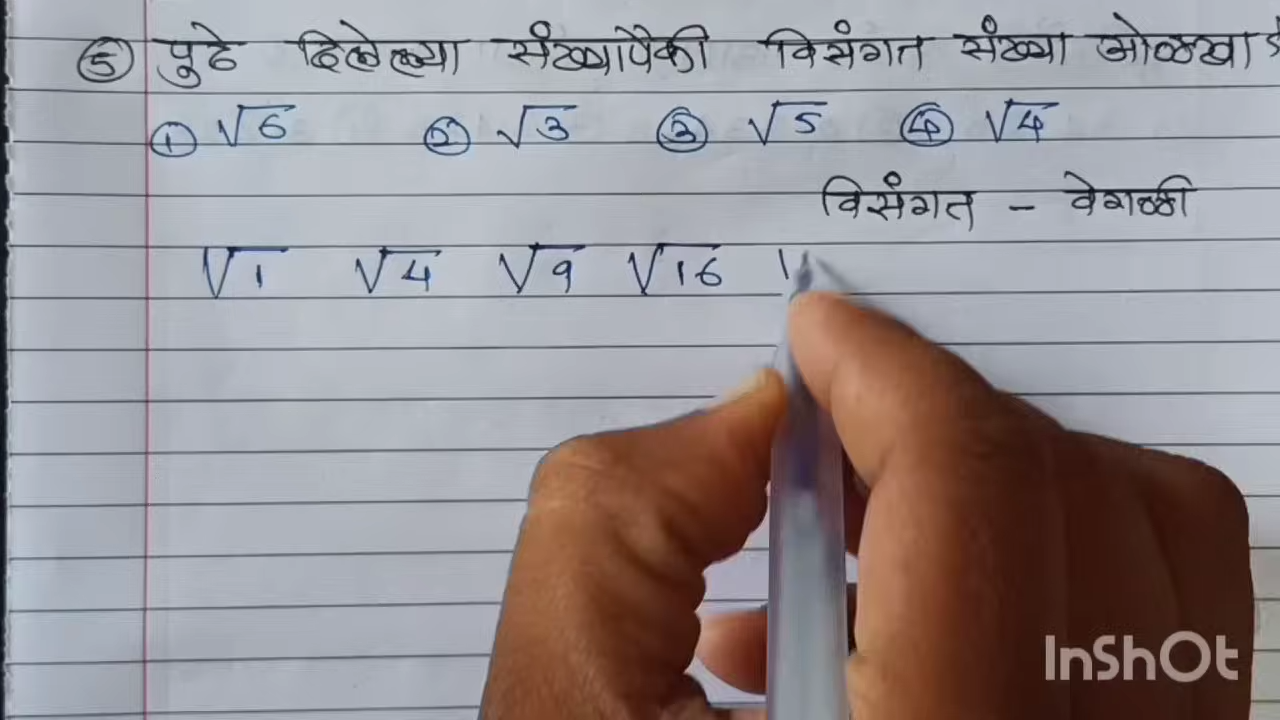 ⑤ पुढे दिलेल्या संख्यापैकी विसंगत संख्या ओळखा
① √6 ② √3 ③ √5 ④ √4
विसंगत - वेगळी
√1 √4 √9 √16
InShOt